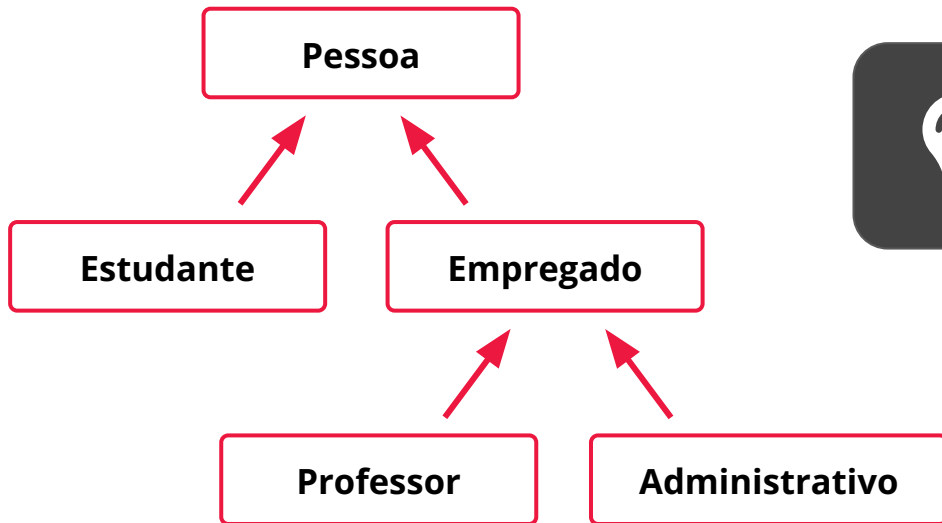 Pessoa
Estudante
Empregado
Professor
Administrativo